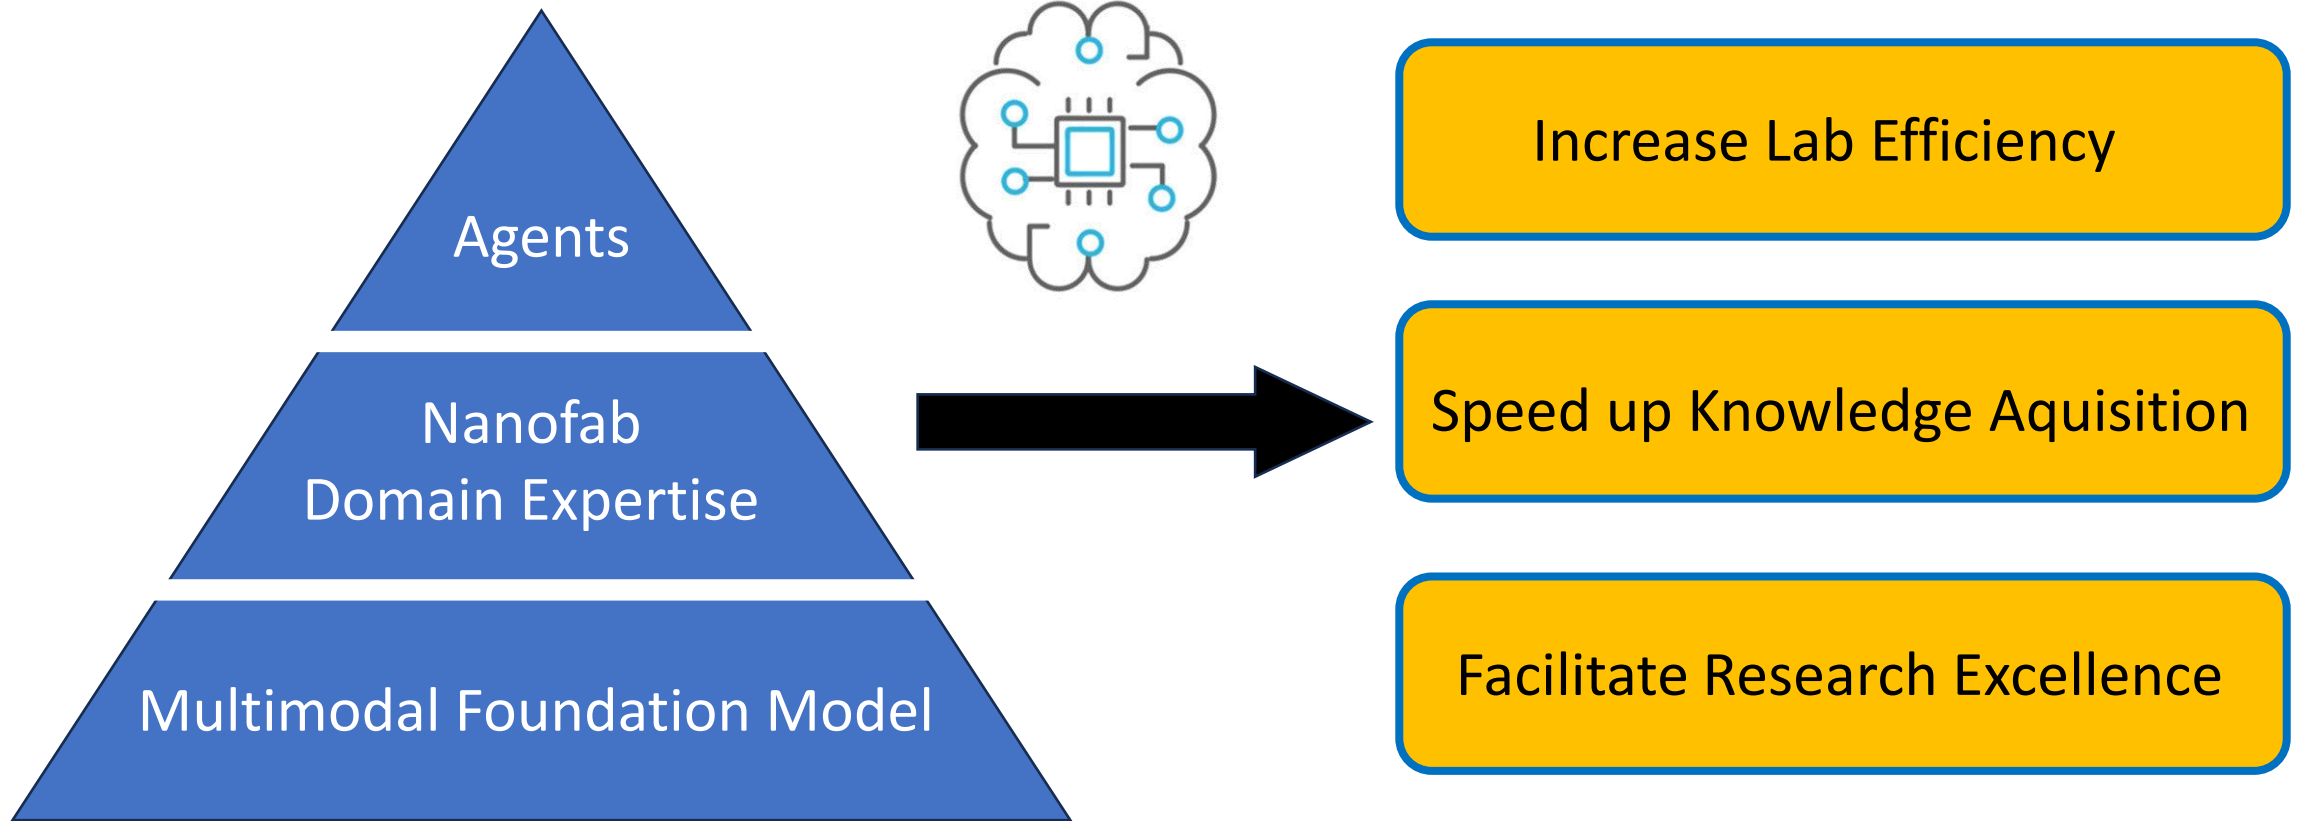 Agents
Nanofab
Domain Expertise
Multimodal Foundation Model
Increase Lab Efficiency
Speed up Knowledge Aquisition
Facilitate Research Excellence